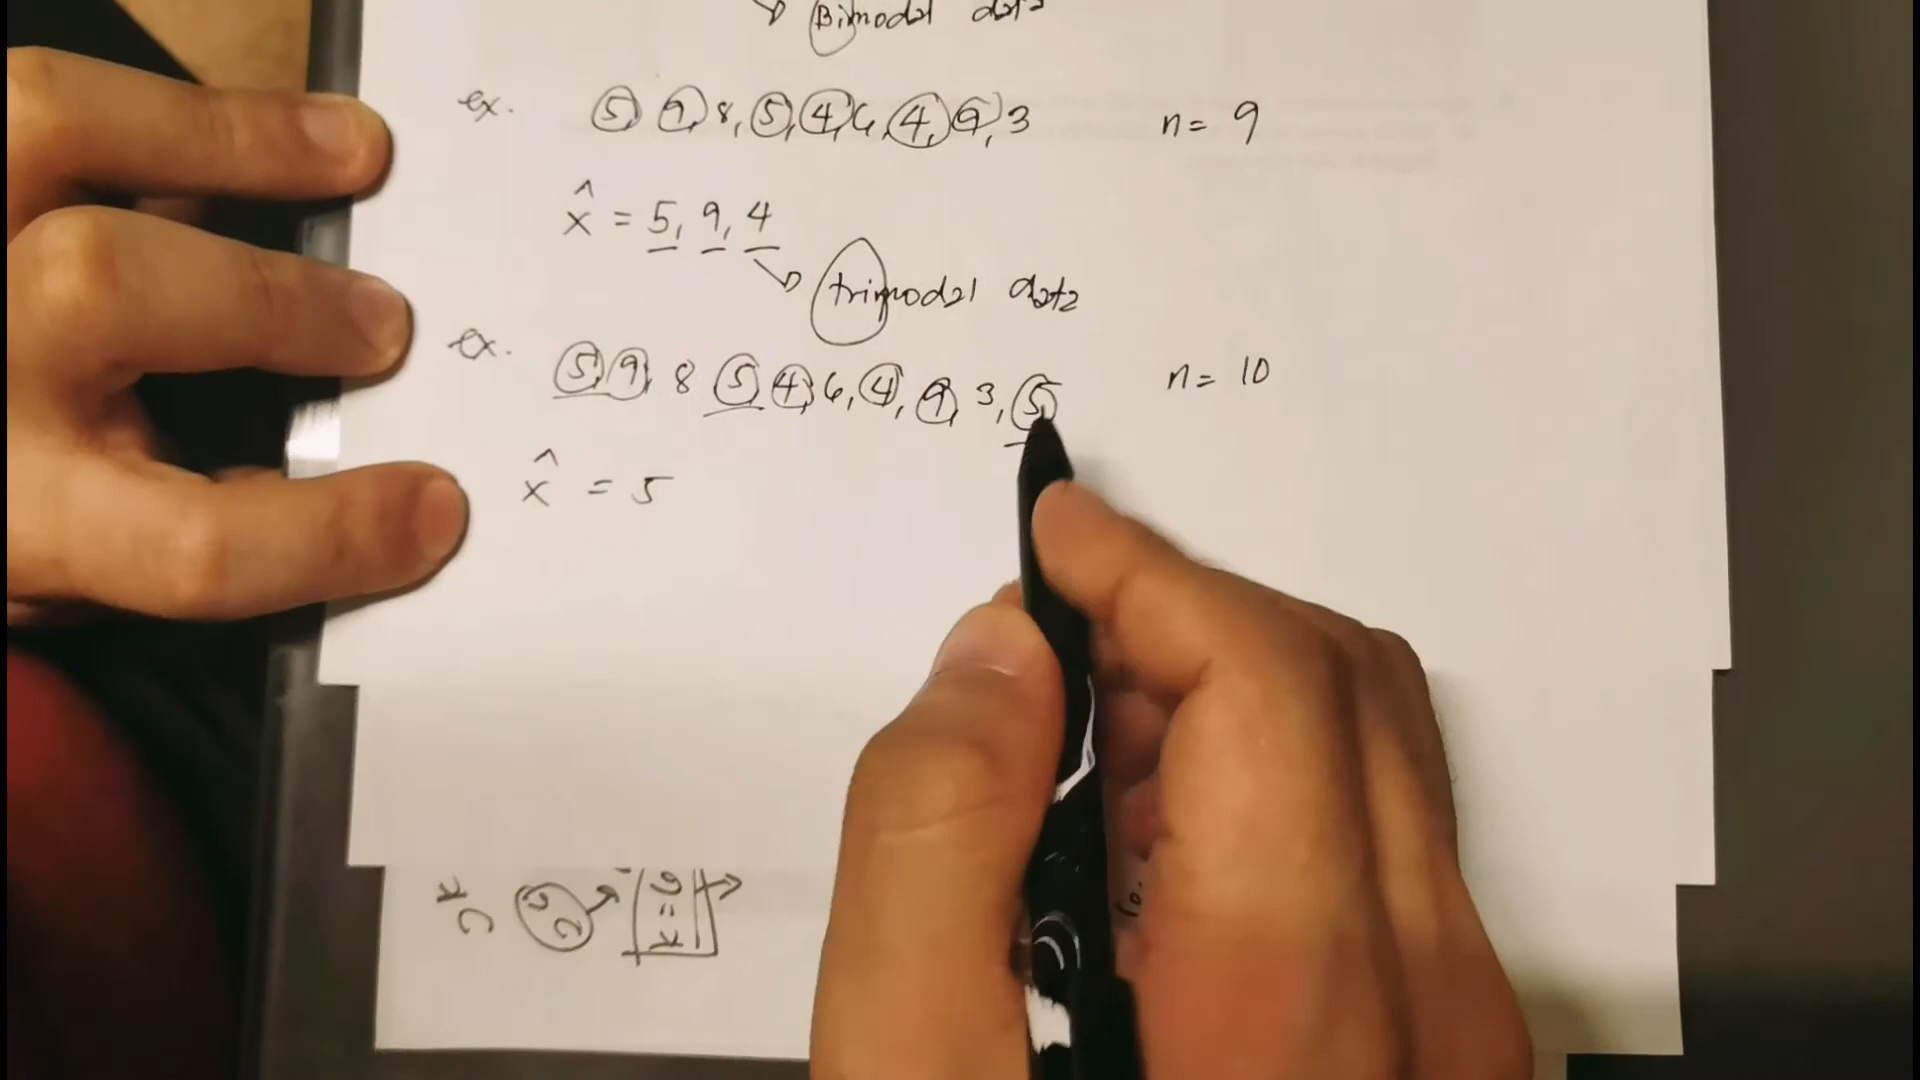 Bimodal data
ex. 5, 9, 8, 5, 4, 6, 4, 9, 3 n = 9
x̂ = 5, 9, 4
trimodal data
ex. 5, 9, 8 5, 4, 6, 4, 9, 3, 5 n = 10
x̂ = 5